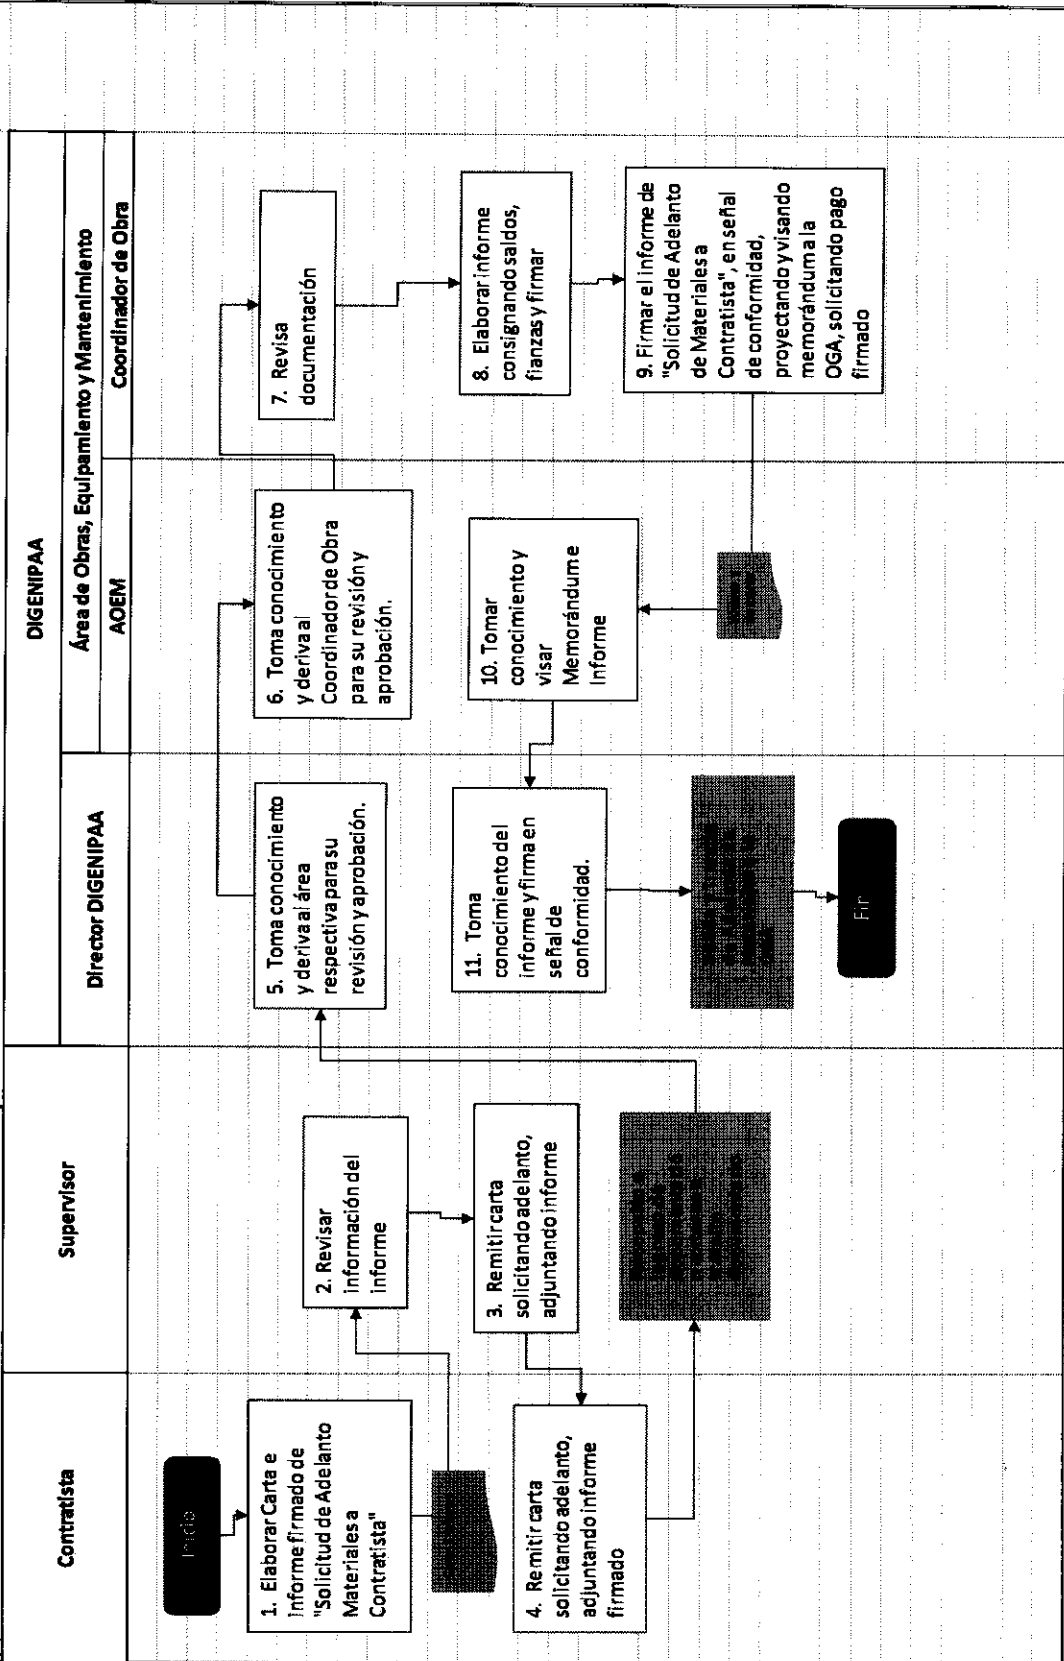 Contratista
Supervisor
DIGENIPAA
Director DIGENIPAA
Área de Obras, Equipamiento y Mantenimiento
AOEM
Coordinador de Obra
Inicio
1. Elaborar Carta e
informe firmado de
"Solicitud de Adelanto
Materiales a
Contratista"
2. Revisar
información del
informe
3. Remitir carta
solicitando adelanto,
adjuntando informe
4. Remitir carta
solicitando adelanto,
adjuntando informe
firmado
5. Toma conocimiento
y deriva al área
respectiva para su
revisión y aprobación.
6. Toma conocimiento
y deriva al
Coordinador de Obra
para su revisión y
aprobación.
7. Revisa
documentación
8. Elaborar informe
consignando saldos,
fianzas y firmar
9. Firmar el informe de
"Solicitud de Adelanto
de Materiales a
Contratista", en señal
de conformidad,
proyectando y visando
memorándum a la
OGA, solicitando pago
firmado
10. Tomar
conocimiento y
visar
Memorándum e
Informe
11. Toma
conocimiento del
informe y firma en
señal de
conformidad.
Fin